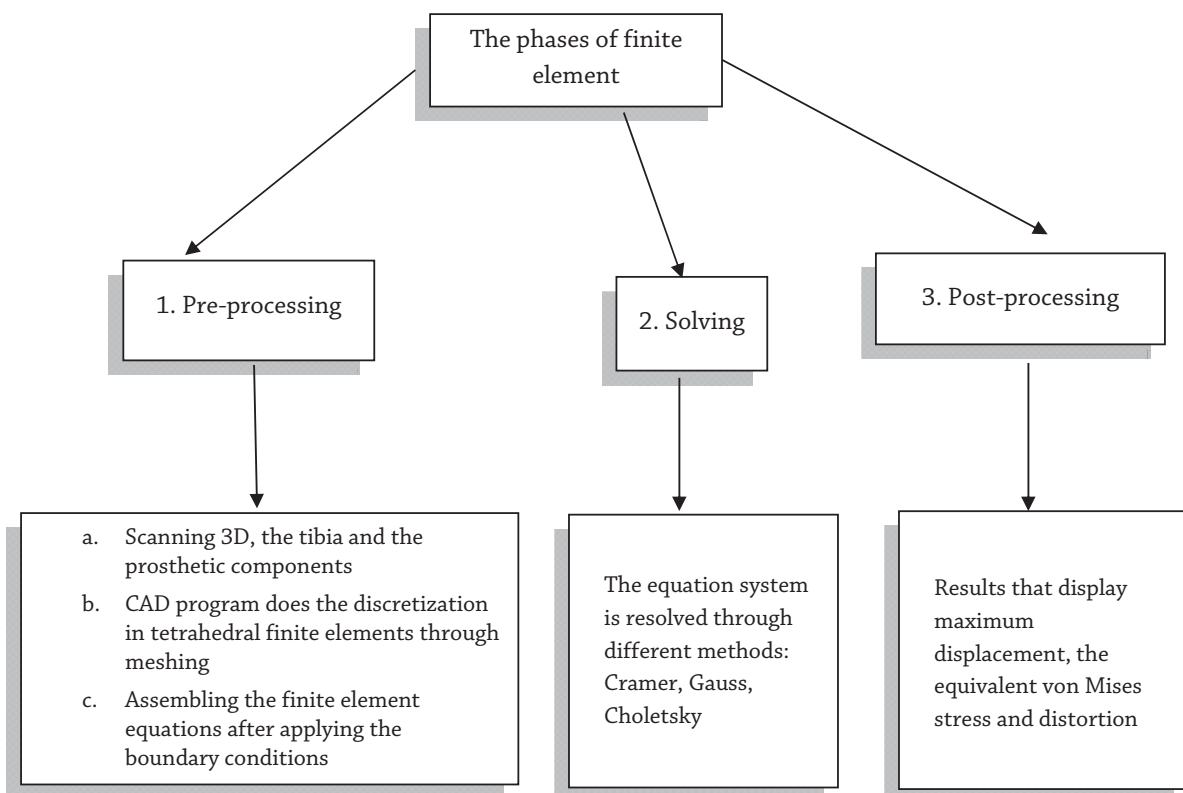 The phases of finite
element
1. Pre-processing
2. Solving
3. Post-processing
a. Scanning 3D, the tibia and the
prosthetic components
b. CAD program does the discretization
in tetrahedral finite elements through
meshing
c. Assembling the finite element
equations after applying the
boundary conditions
The equation system
is resolved through
different methods:
Cramer, Gauss,
Choletsky
Results that display
maximum
displacement, the
equivalent von Mises
stress and distortion